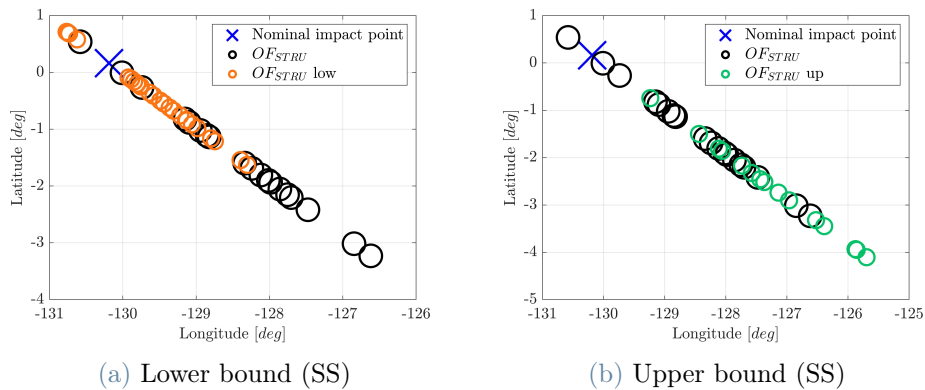 1
0
-1
-2
-3
-4
Latitude [deg]
-131
-130
-129
-128
-127
-126
Longitude [deg]
Nominal impact point
OF_STRU
OF_STRU low
(a) Lower bound (SS)
1
0
-1
-2
-3
-4
-5
Latitude [deg]
-131
-130
-129
-128
-127
-126
-125
Longitude [deg]
Nominal impact point
OF_STRU
OF_STRU up
(b) Upper bound (SS)